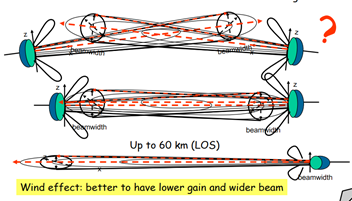 ?
z
z
beamwidth
beamwidth
z
z
beamwidth
beamwidth
Up to 60 km (LOS)
x
beamwidth
Wind effect: better to have lower gain and wider beam